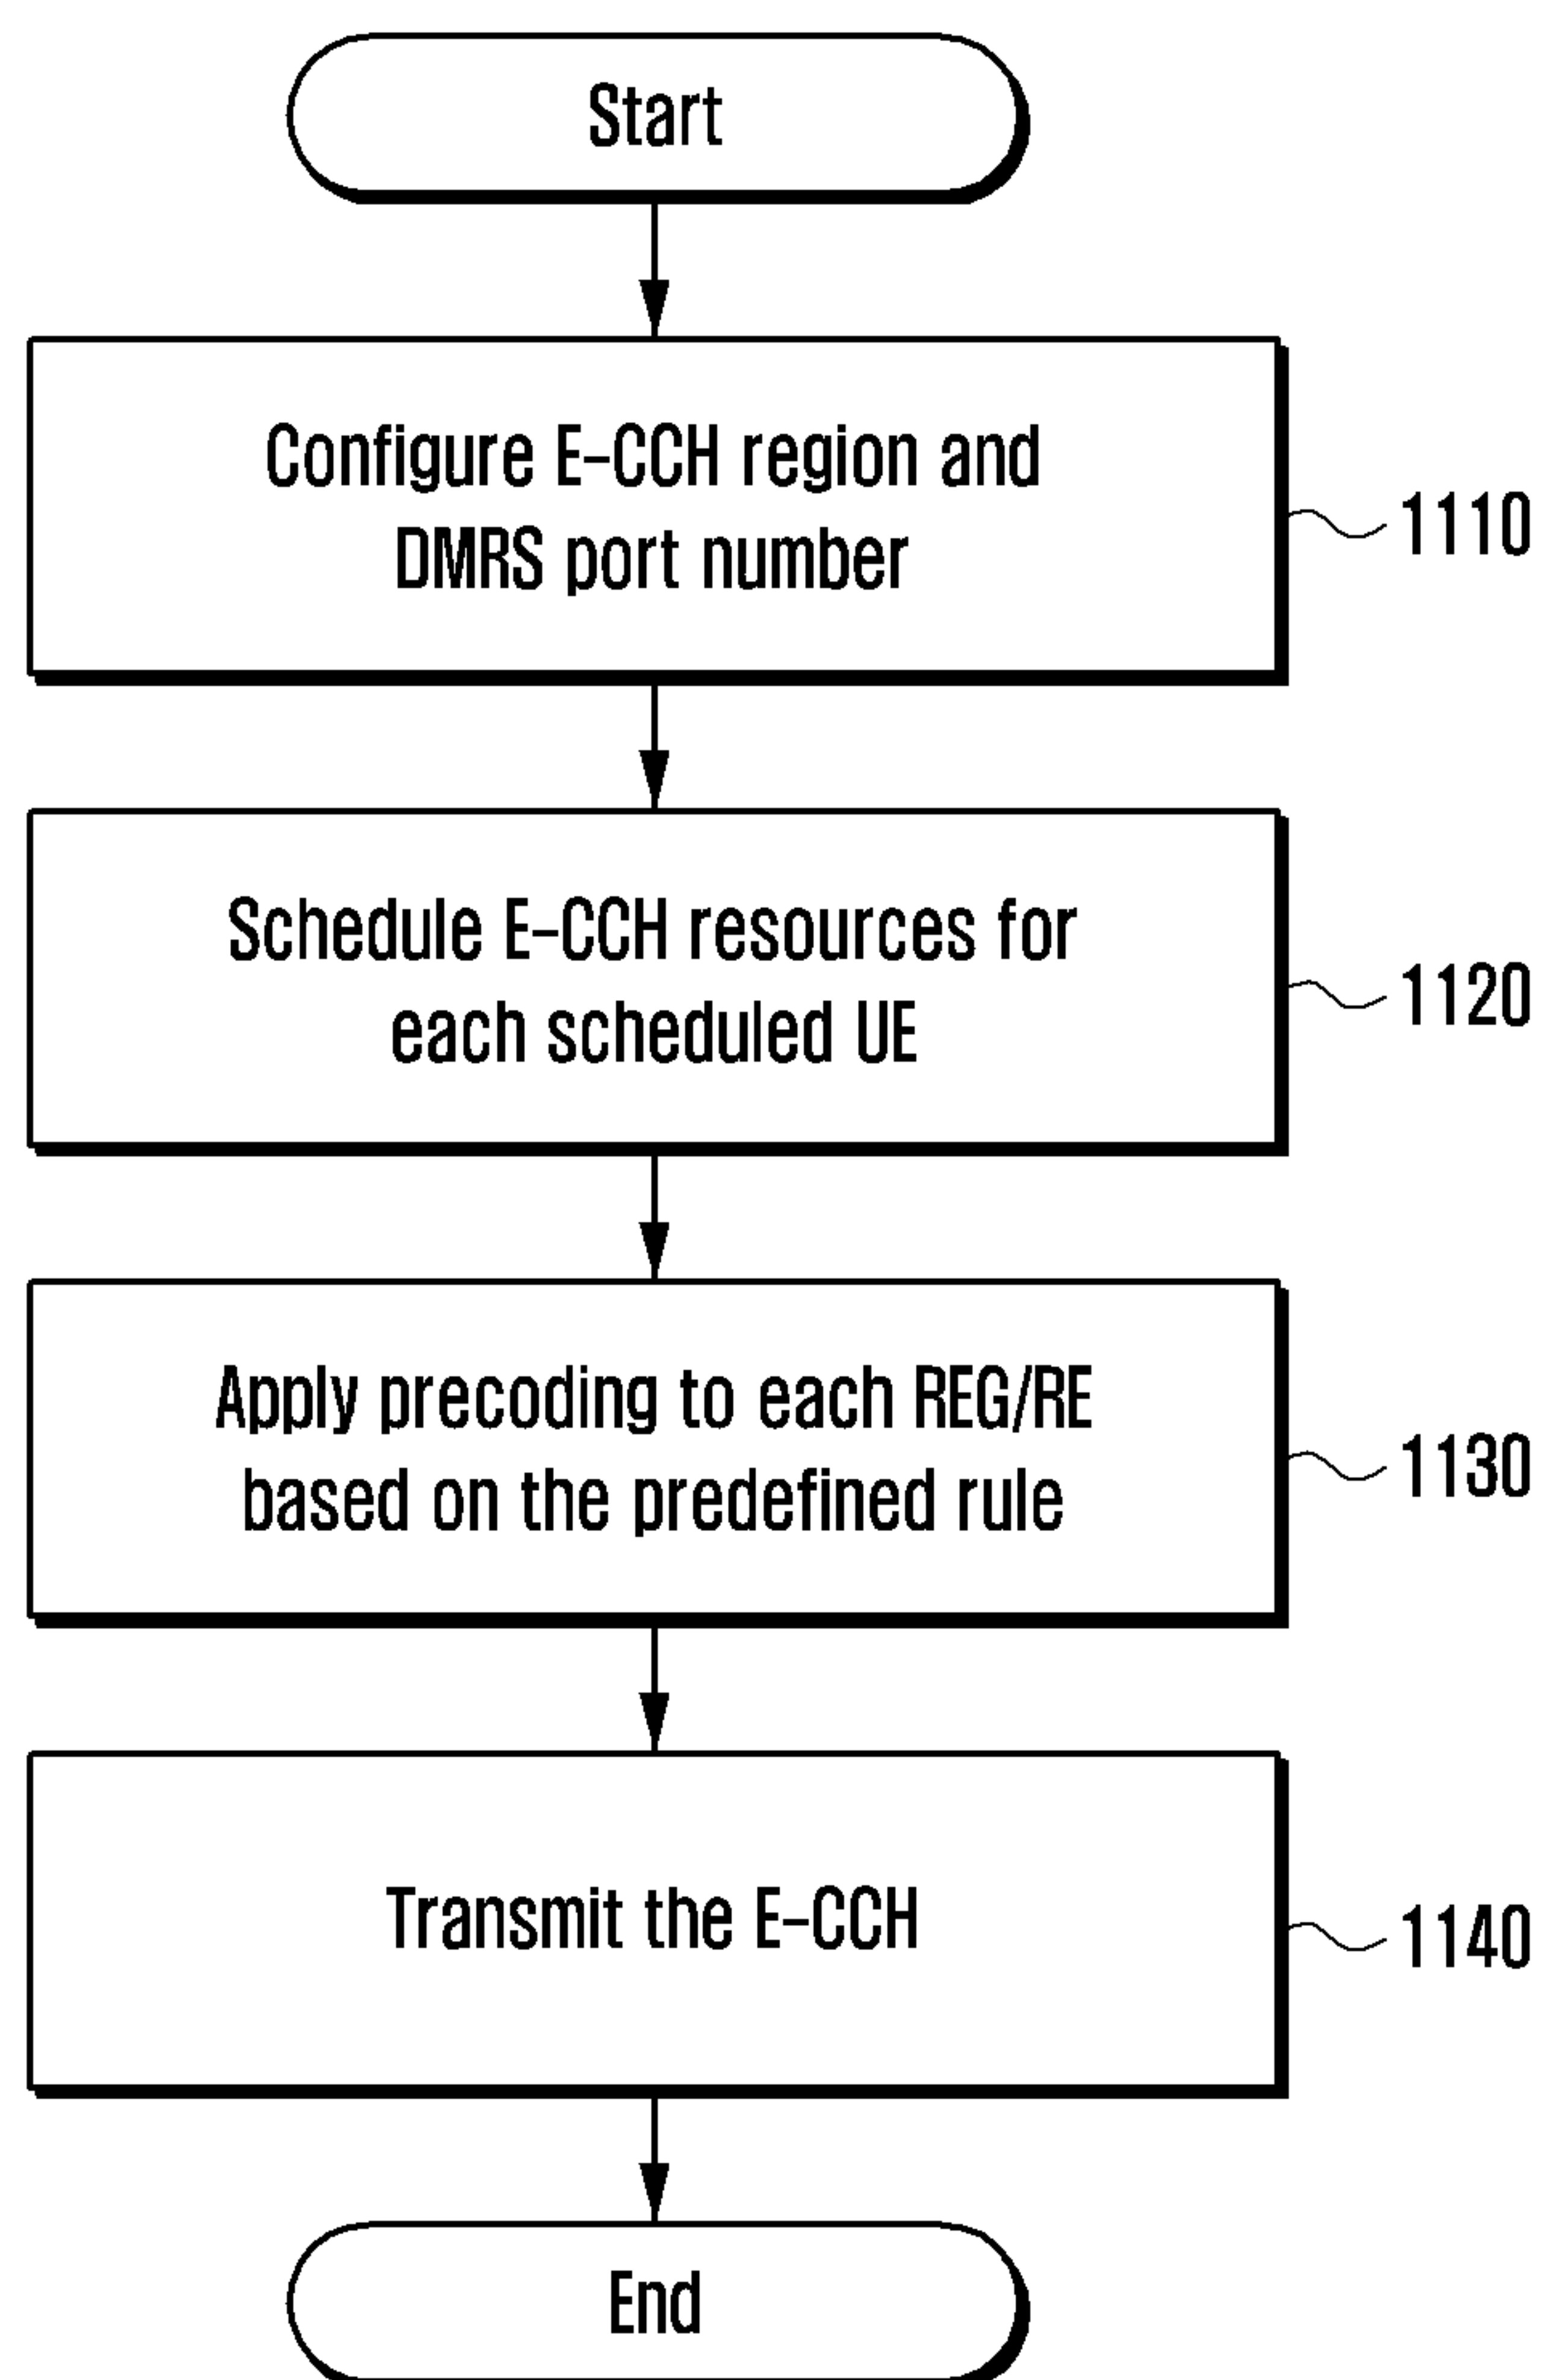 Start
Configure E-CCH region and
DMRS port number
1110
Schedule E-CCH resources for
each scheduled UE
1120
Apply precoding to each REG/RE
based on the predefined rule
1130
Transmit the E-CCH
1140
End